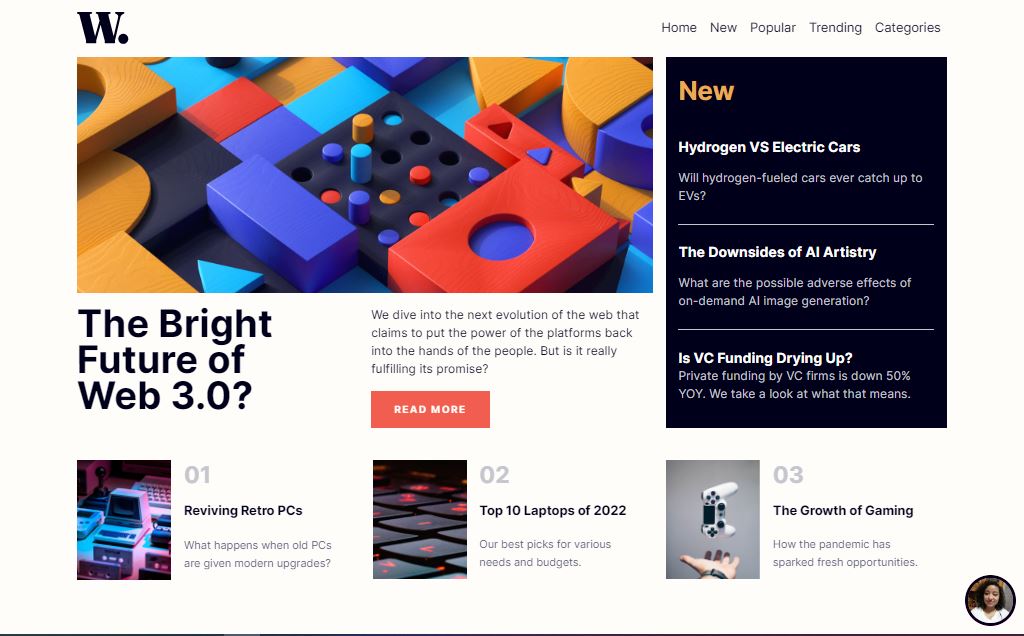 W.
Home New Popular Trending Categories
New
Hydrogen VS Electric Cars
Will hydrogen-fueled cars ever catch up to
EVs?
The Downsides of AI Artistry
What are the possible adverse effects of
on-demand AI image generation?
Is VC Funding Drying Up?
Private funding by VC firms is down 50%
YOY. We take a look at what that means.
The Bright
Future of
Web 3.0?
We dive into the next evolution of the web that
claims to put the power of the platforms back
into the hands of the people. But is it really
fulfilling its promise?
READ MORE
01
Reviving Retro PCs
What happens when old PCs
are given modern upgrades?
02
Top 10 Laptops of 2022
Our best picks for various
needs and budgets.
03
The Growth of Gaming
How the pandemic has
sparked fresh opportunities.